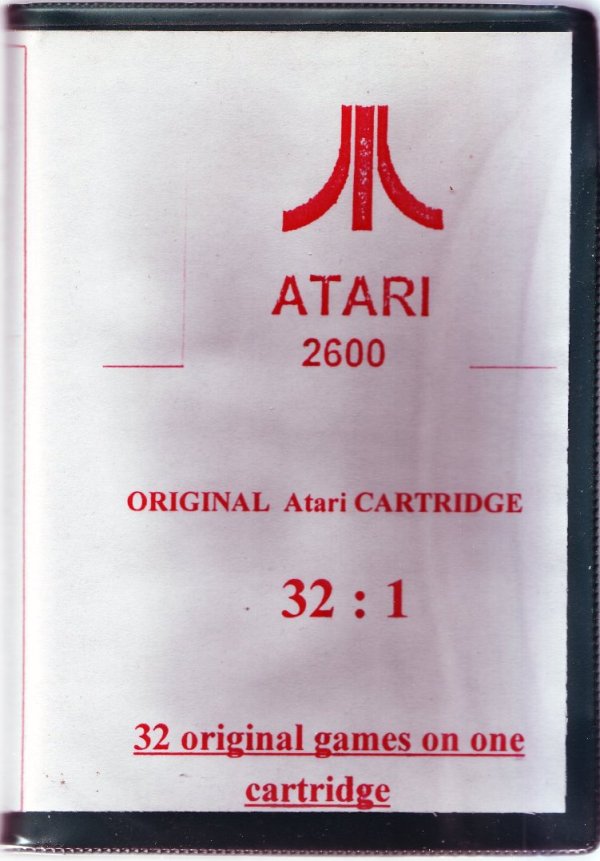 ATARI
2600
ORIGINAL Atari CARTRIDGE
32 : 1
32 original games on one
cartridge